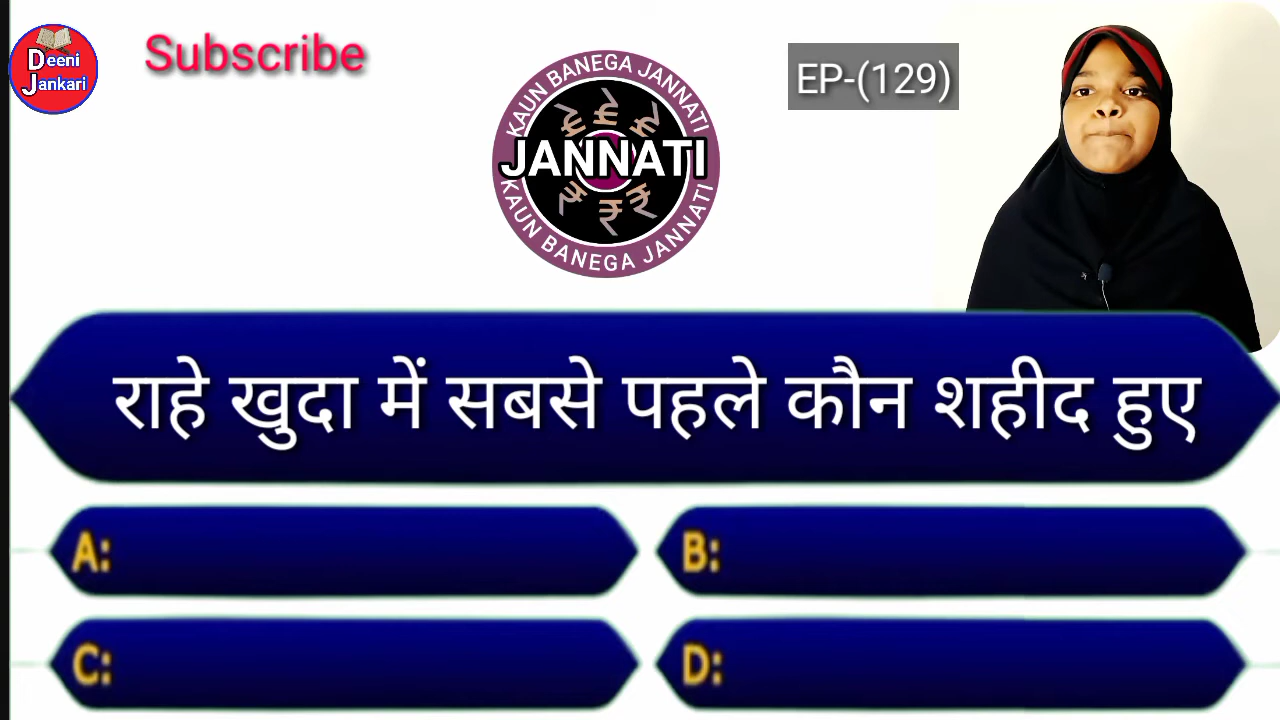 Deeni
Jankari
Subscribe
KAUN BANEGA JANNATI
JANNATI
KAUN BANEGA JANNATI
EP-(129)
राहे खुदा में सबसे पहले कौन शहीद हुए
A:
B:
C:
D: